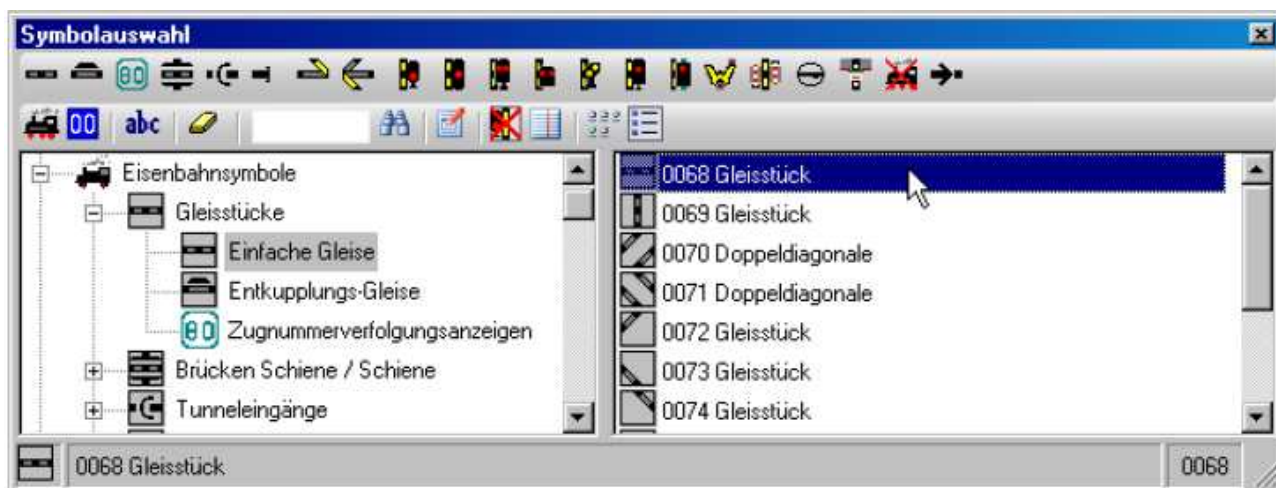 Symbolauswahl
00 abc
Eisenbahnsymbole
Gleisstücke
Einfache Gleise
Entkupplungs-Gleise
Zugnummerverfolgungsanzeigen
Brücken Schiene / Schiene
Tunneleingänge
0068 Gleisstück
0069 Gleisstück
0070 Doppeldiagonale
0071 Doppeldiagonale
0072 Gleisstück
0073 Gleisstück
0074 Gleisstück
0068 Gleisstück 0068